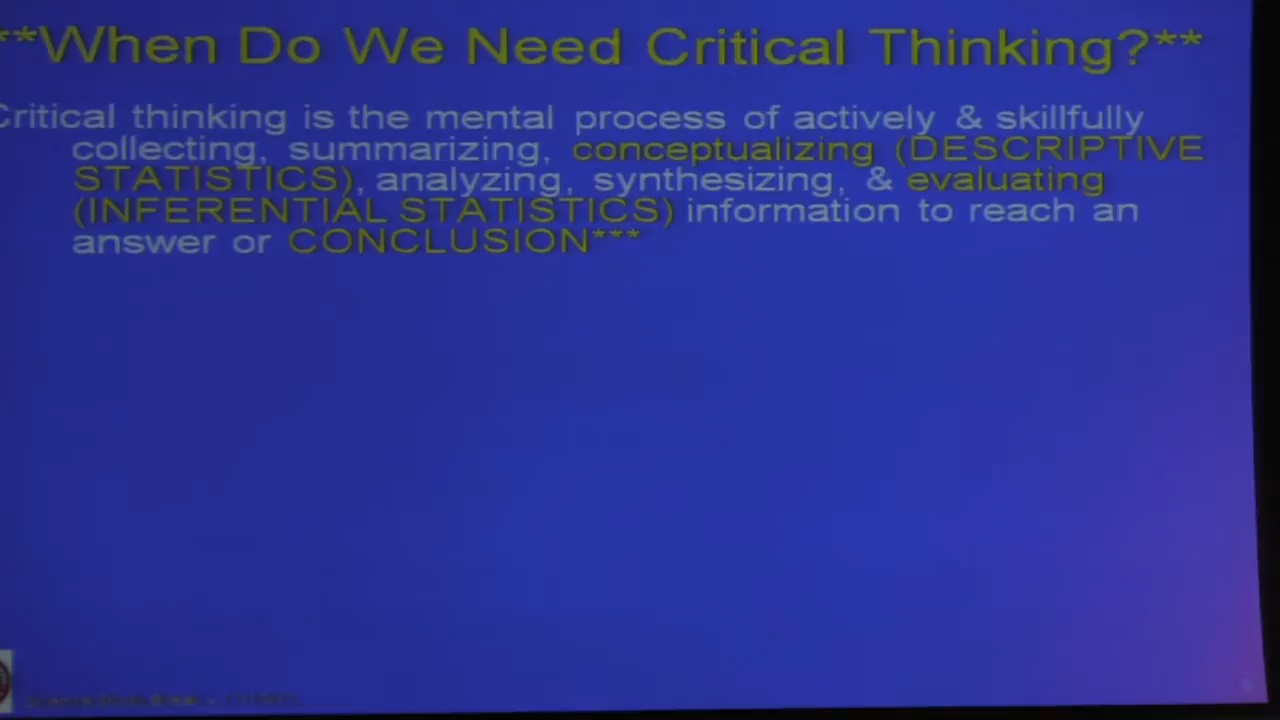 **When Do We Need Critical Thinking?**
Critical thinking is the mental process of actively & skillfully
collecting, summarizing, conceptualizing (DESCRIPTIVE
STATISTICS), analyzing, synthesizing, & evaluating
(INFERENTIAL STATISTICS) information to reach an
answer or CONCLUSION***